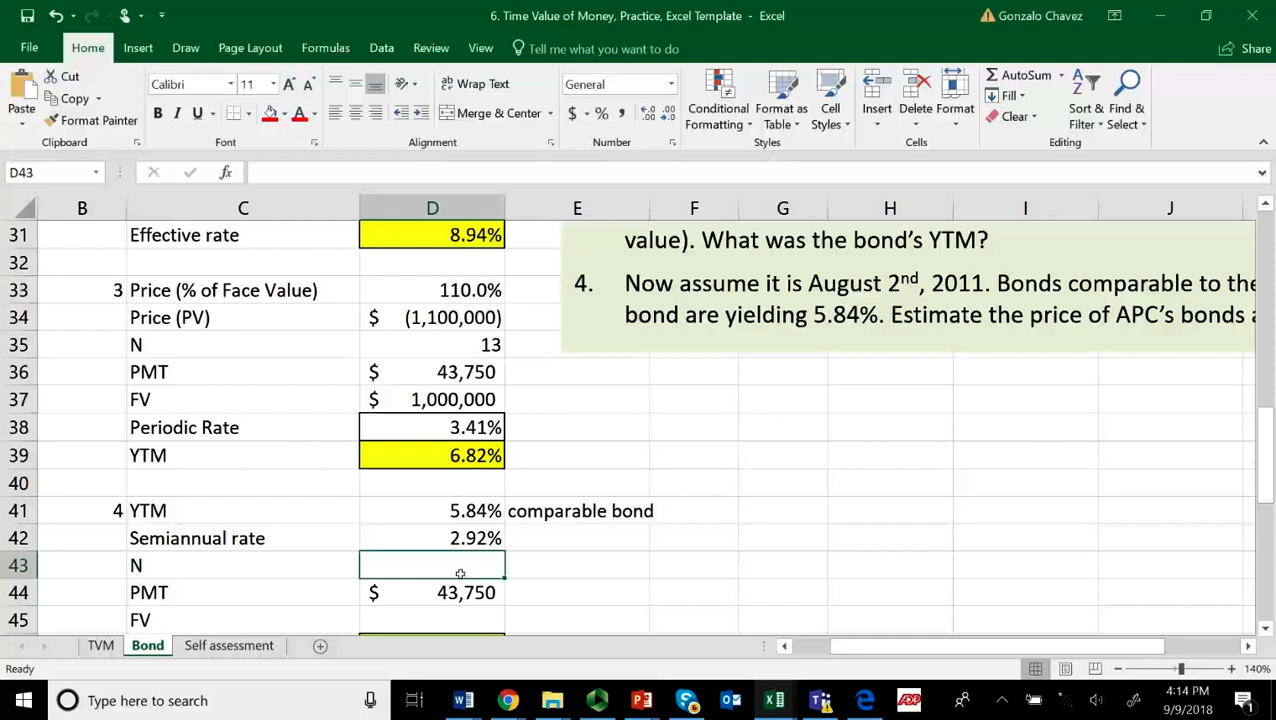 6. Time Value of Money, Practice, Excel Template - Excel
Gonzalo Chavez
File Home Insert Draw Page Layout Formulas Data Review View Tell me what you want to do Share
Paste
Cut
Copy
Format Painter
Clipboard
Calibri 11
B I U
Font
Wrap Text
Merge & Center
Alignment
General
$ % ,
Number
Conditional Formatting
Format as Table
Cell Styles
Styles
Insert Delete Format
Cells
AutoSum
Fill
Clear
Sort & Filter
Find & Select
Editing
D43 fx
B C D E F G H I J
31 Effective rate 8.94%
32
33 3 Price (% of Face Value) 110.0%
34 Price (PV) $ (1,100,000)
35 N 13
36 PMT $ 43,750
37 FV $ 1,000,000
38 Periodic Rate 3.41%
39 YTM 6.82%
40
41 4 YTM 5.84% comparable bond
42 Semiannual rate 2.92%
43 N
44 PMT $ 43,750
45 FV
value). What was the bond's YTM?
4. Now assume it is August 2nd, 2011. Bonds comparable to the
bond are yielding 5.84%. Estimate the price of APC's bonds a
TVM Bond Self assessment
Ready 140%
Type here to search
4:14 PM
9/9/2018